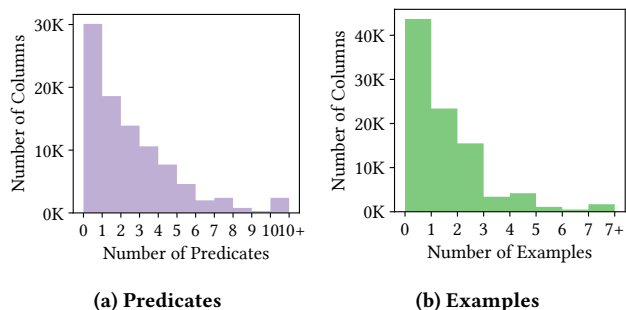 30K
20K
10K
0K
Number of Columns
0 1 2 3 4 5 6 7 8 9 10 10+
Number of Predicates
(a) Predicates
40K
30K
20K
10K
0K
Number of Columns
0 1 2 3 4 5 6 7 7+
Number of Examples
(b) Examples